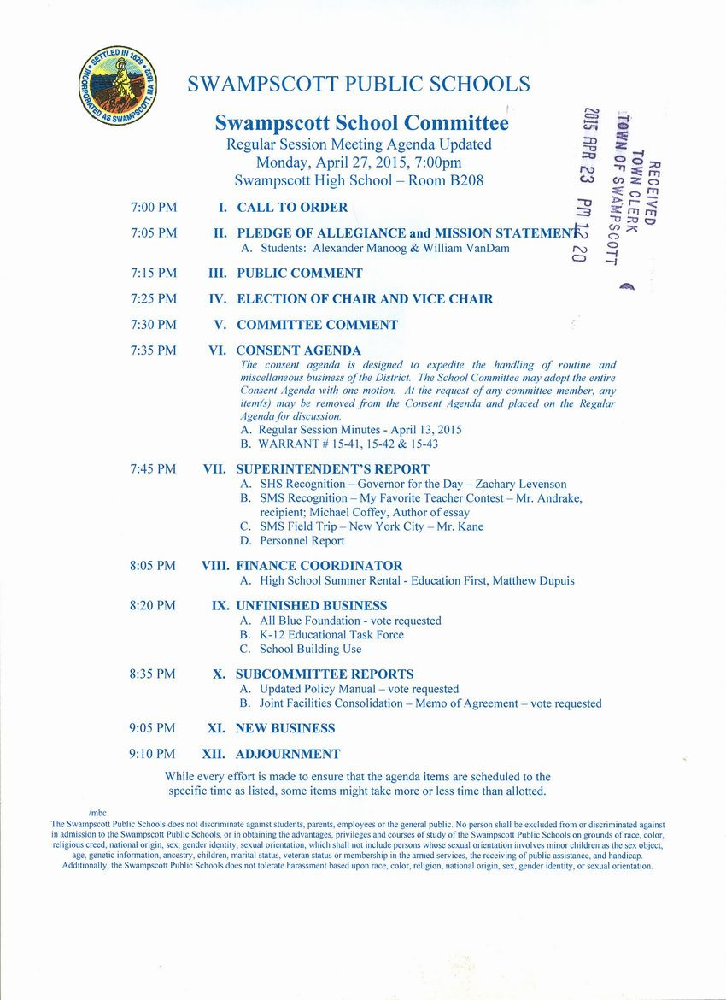 SETTLED IN 1629
INCORPORATED AS SWAMPSCOTT, MA 1852
SWAMPSCOTT PUBLIC SCHOOLS
Swampscott School Committee
Regular Session Meeting Agenda Updated
Monday, April 27, 2015, 7:00pm
Swampscott High School – Room B208
RECEIVED
TOWN CLERK
TOWN OF SWAMPSCOTT
2015 APR 23 PM 12 20
7:00 PM I. CALL TO ORDER
7:05 PM II. PLEDGE OF ALLEGIANCE and MISSION STATEMENT
A. Students: Alexander Manoog & William VanDam
7:15 PM III. PUBLIC COMMENT
7:25 PM IV. ELECTION OF CHAIR AND VICE CHAIR
7:30 PM V. COMMITTEE COMMENT
7:35 PM VI. CONSENT AGENDA
The consent agenda is designed to expedite the handling of routine and
miscellaneous business of the District. The School Committee may adopt the entire
Consent Agenda with one motion. At the request of any committee member, any
item(s) may be removed from the Consent Agenda and placed on the Regular
Agenda for discussion.
A. Regular Session Minutes - April 13, 2015
B. WARRANT # 15-41, 15-42 & 15-43
7:45 PM VII. SUPERINTENDENT'S REPORT
A. SHS Recognition – Governor for the Day – Zachary Levenson
B. SMS Recognition – My Favorite Teacher Contest – Mr. Andrake,
recipient; Michael Coffey, Author of essay
C. SMS Field Trip – New York City – Mr. Kane
D. Personnel Report
8:05 PM VIII. FINANCE COORDINATOR
A. High School Summer Rental - Education First, Matthew Dupuis
8:20 PM IX. UNFINISHED BUSINESS
A. All Blue Foundation - vote requested
B. K-12 Educational Task Force
C. School Building Use
8:35 PM X. SUBCOMMITTEE REPORTS
A. Updated Policy Manual – vote requested
B. Joint Facilities Consolidation – Memo of Agreement – vote requested
9:05 PM XI. NEW BUSINESS
9:10 PM XII. ADJOURNMENT
While every effort is made to ensure that the agenda items are scheduled to the
specific time as listed, some items might take more or less time than allotted.
/mbc
The Swampscott Public Schools does not discriminate against students, parents, employees or the general public. No person shall be excluded from or discriminated against
in admission to the Swampscott Public Schools, or in obtaining the advantages, privileges and courses of study of the Swampscott Public Schools on grounds of race, color,
religious creed, national origin, sex, gender identity, sexual orientation, which shall not include persons whose sexual orientation involves minor children as the sex object,
age, genetic information, ancestry, children, marital status, veteran status or membership in the armed services, the receiving of public assistance, and handicap.
Additionally, the Swampscott Public Schools does not tolerate harassment based upon race, color, religion, national origin, sex, gender identity, or sexual orientation.